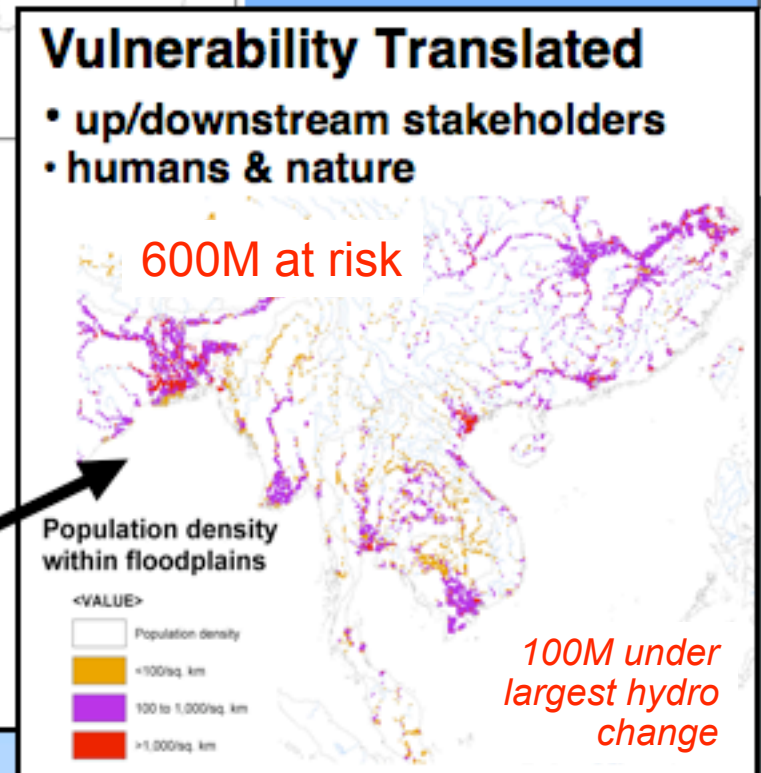 Vulnerability Translated
• up/downstream stakeholders
• humans & nature
600M at risk
Population density
within floodplains
<VALUE>
Population density
<100/sq. km
100 to 1,000/sq. km
>1,000/sq. km
100M under
largest hydro
change